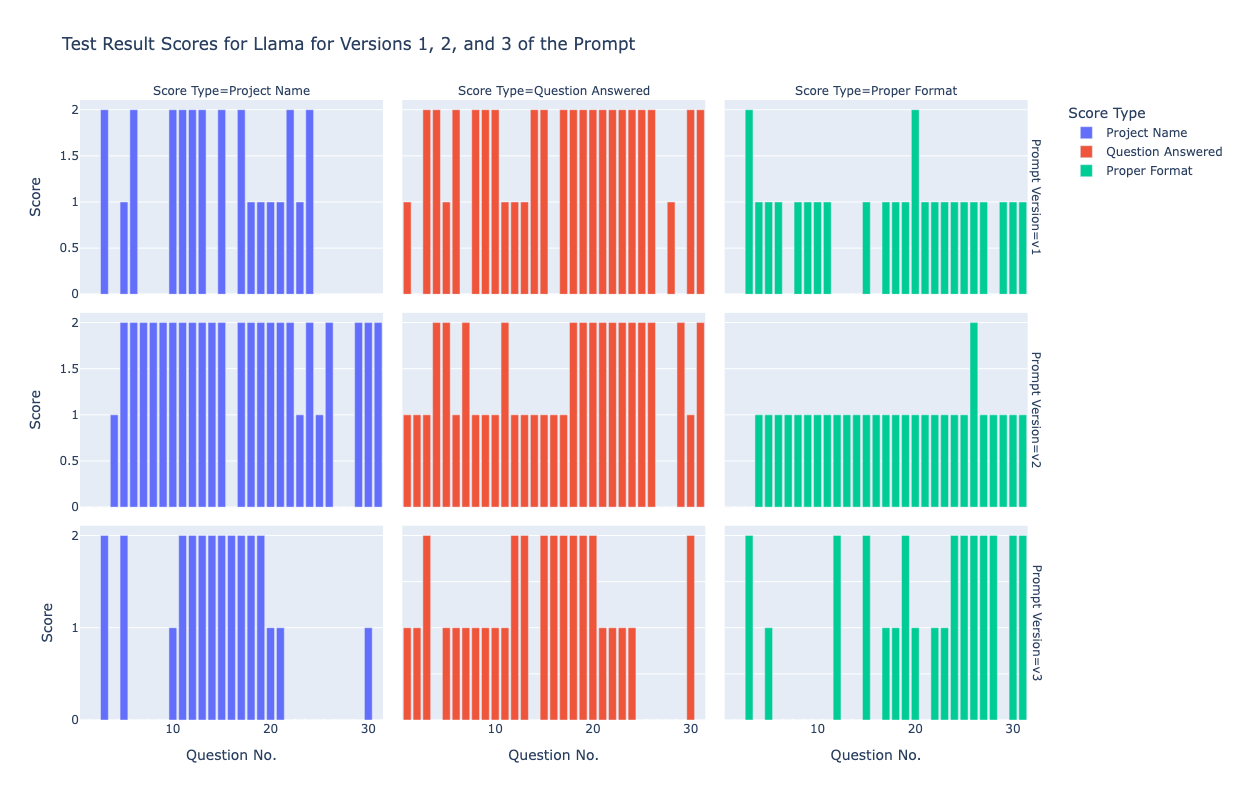 Test Result Scores for Llama for Versions 1, 2, and 3 of the Prompt
Score Type=Project Name
Score Type=Question Answered
Score Type=Proper Format
Score Type
Project Name
Question Answered
Proper Format
2
1.5
1
0.5
0
Score
Prompt Version=v1
2
1.5
1
0.5
0
Score
Prompt Version=v2
2
1
0
Score
Prompt Version=v3
10 20 30
10 20 30
10 20 30
Question No.
Question No.
Question No.